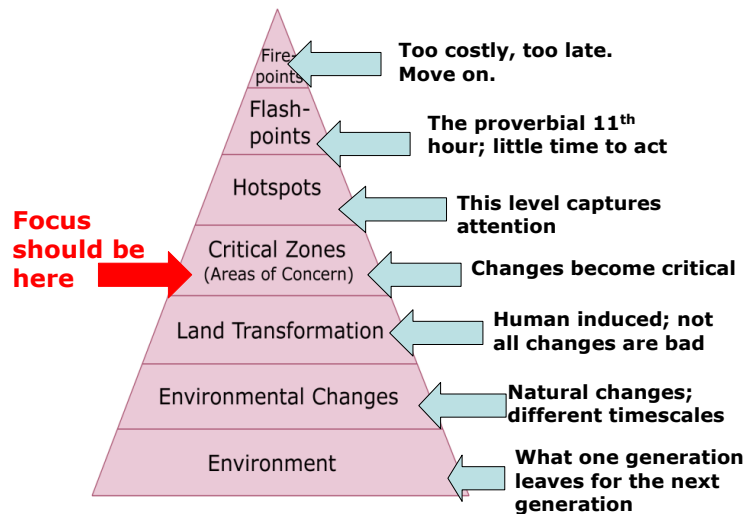 Fire-
points
Too costly, too late.
Move on.
Flash-
points
The proverbial 11th
hour; little time to act
Hotspots
This level captures
attention
Focus
should be
here
Critical Zones
(Areas of Concern)
Changes become critical
Land Transformation
Human induced; not
all changes are bad
Environmental Changes
Natural changes;
different timescales
Environment
What one generation
leaves for the next
generation